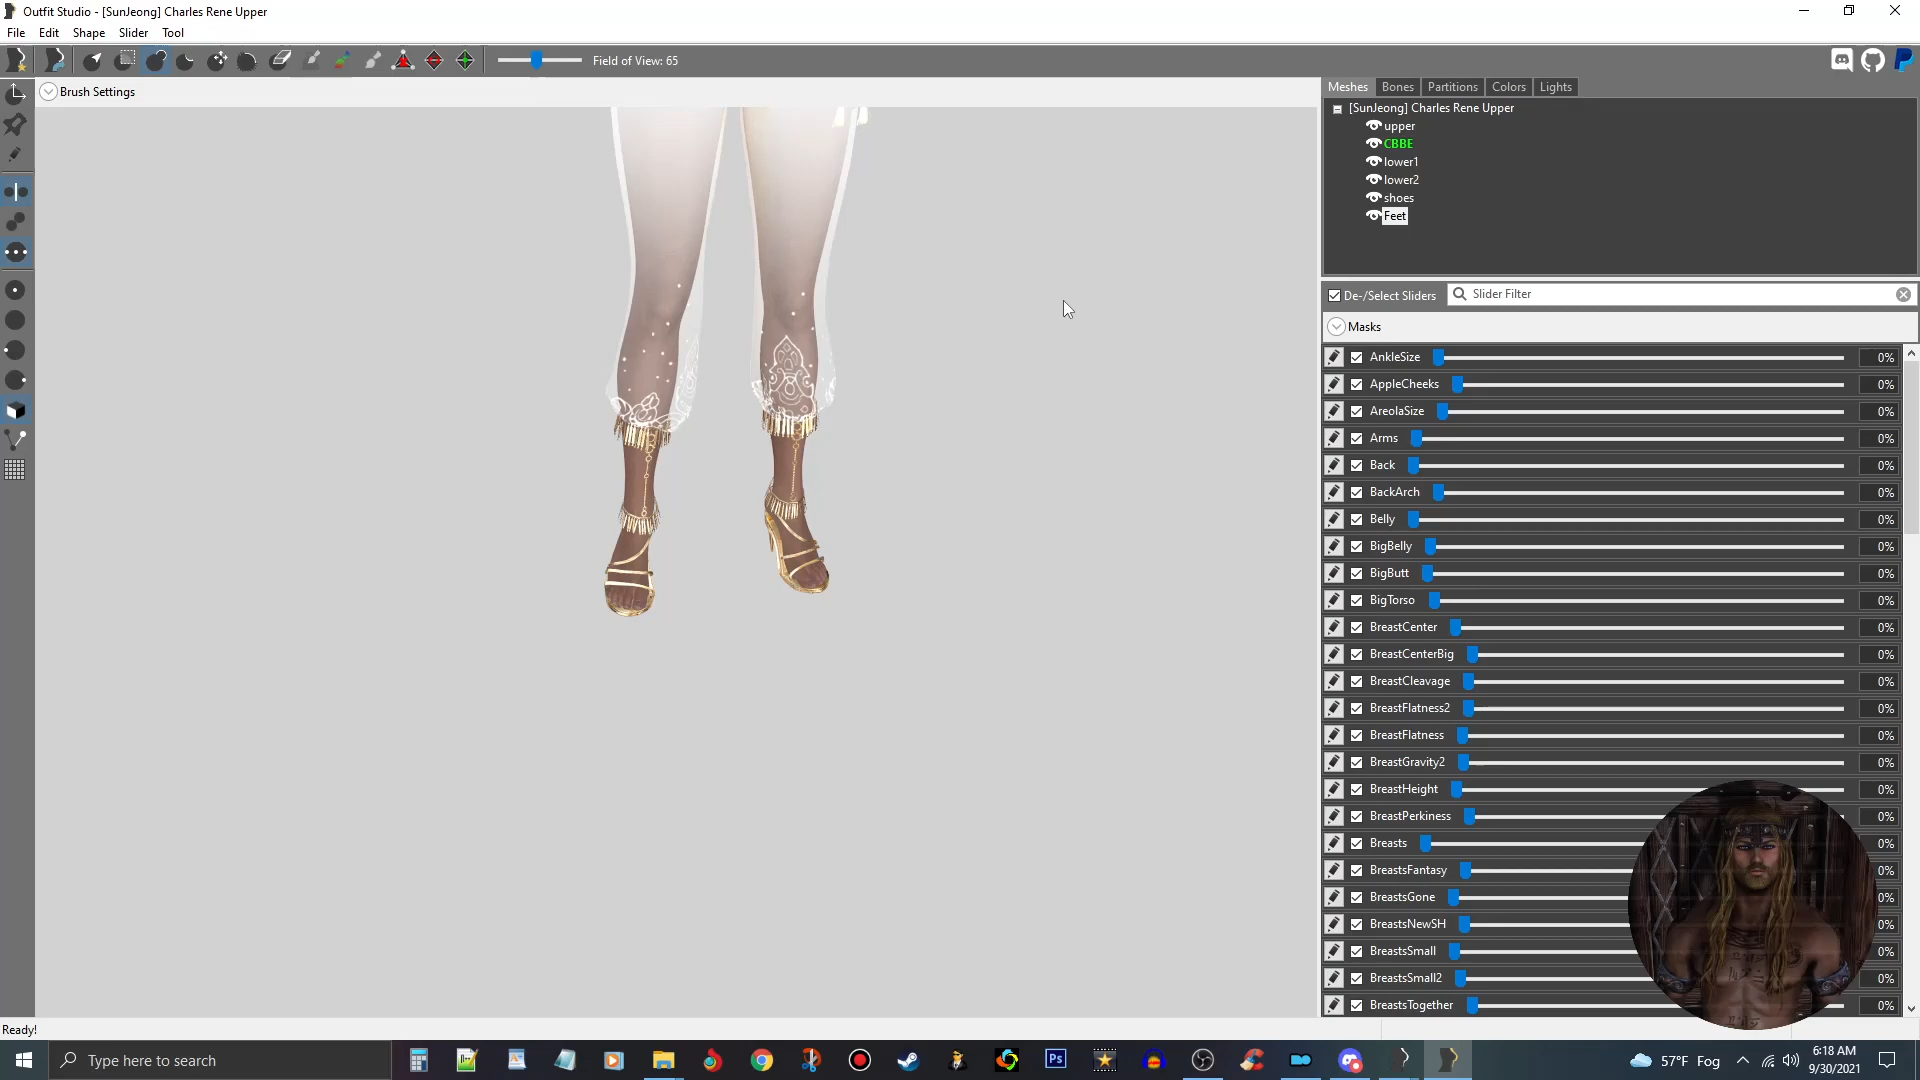 Outfit Studio - [SunJeong] Charles Rene Upper
File Edit Shape Slider Tool
Field of View: 65
Brush Settings
Meshes Bones Partitions Colors Lights
[SunJeong] Charles Rene Upper
upper
CBBE
lower1
lower2
shoes
Feet
De-/Select Sliders Slider Filter
Masks
AnkleSize 0%
AppleCheeks 0%
AreolaSize 0%
Arms 0%
Back 0%
BackArch 0%
Belly 0%
BigBelly 0%
BigButt 0%
BigTorso 0%
BreastCenter 0%
BreastCenterBig 0%
BreastCleavage 0%
BreastFlatness2 0%
BreastFlatness 0%
BreastGravity2 0%
BreastHeight 0%
BreastPerkiness 0%
Breasts 0%
BreastsFantasy 0%
BreastsGone 0%
BreastsNewSH 0%
BreastsSmall 0%
BreastsSmall2 0%
BreastsTogether 0%
Ready!
Type here to search
Ps
57°F Fog
6:18 AM
9/30/2021